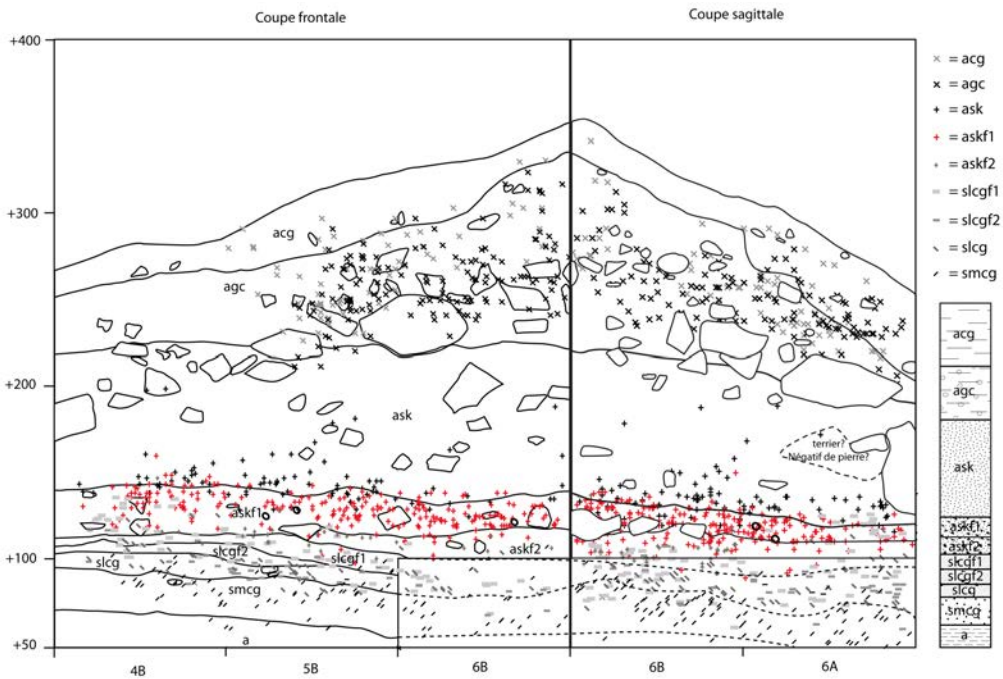 Coupe frontale
Coupe sagittale
+400
+300
+200
+100
+50
acg
agc
ask
terrier?
Négatif de pierre?
askf1
askf2
slcgf2
slcgf1
slcg
smcg
a
4B
5B
6B
6B
6A
× = acg
× = agc
+ = ask
+ = askf1
+ = askf2
= slcgf1
= slcgf2
= slcg
= smcg
acg
agc
ask
askf1
askf2
slcgf1
slcgf2
slcg
smcg
a